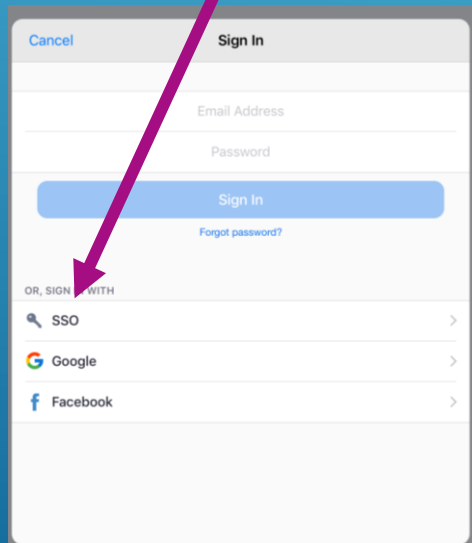 Cancel Sign In
Email Address
Password
Sign In
Forgot password?
OR, SIGN WITH
SSO
Google
Facebook